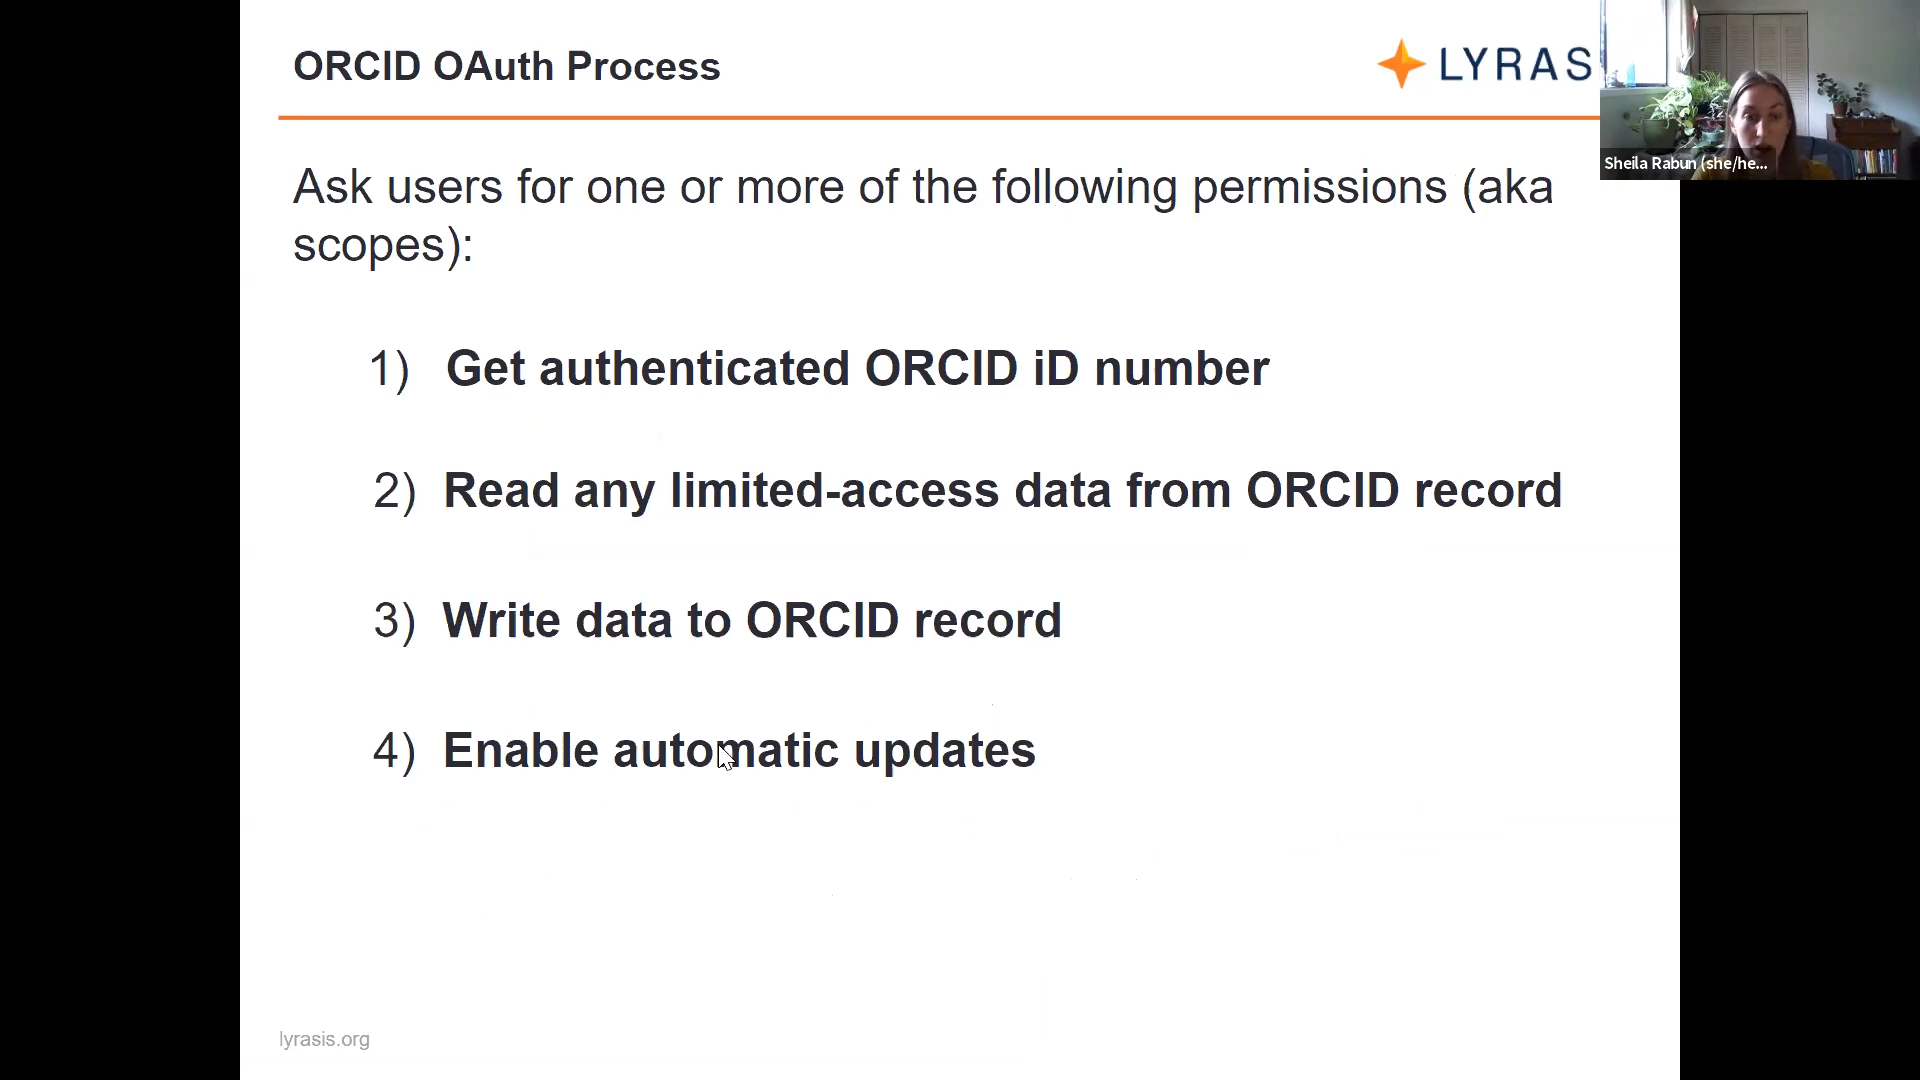 ORCID OAuth Process
LYRAS
Sheila Rabun (she/he...
Ask users for one or more of the following permissions (aka
scopes):
1) Get authenticated ORCID iD number
2) Read any limited-access data from ORCID record
3) Write data to ORCID record
4) Enable automatic updates
lyrasis.org